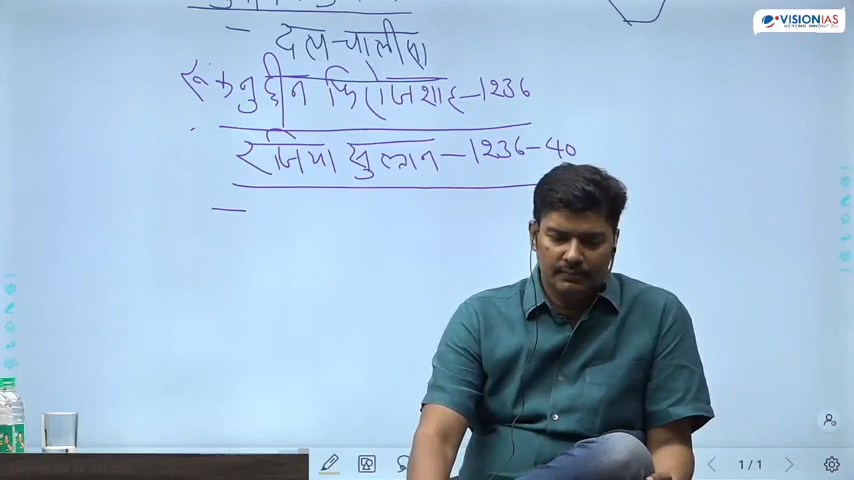 VISIONIAS
– दल-चालीसा
रूकनुद्दीन फिरोजशाह – 1236
रजिया सुल्तान – 1236-40
–
1/1